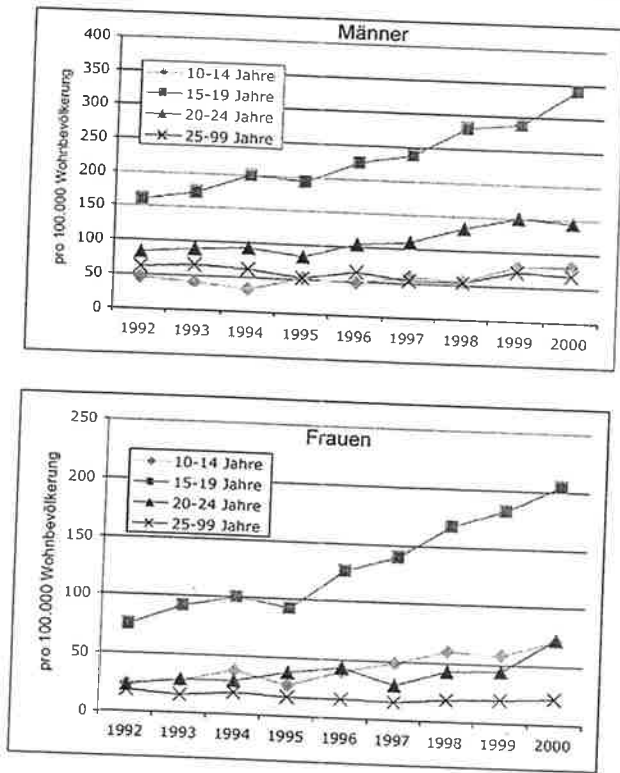 Männer
400
350
300
250
200
150
100
50
0
pro 100.000 Wohnbevölkerung
10-14 Jahre
15-19 Jahre
20-24 Jahre
25-99 Jahre
1992 1993 1994 1995 1996 1997 1998 1999 2000
Frauen
250
200
150
100
50
0
pro 100.000 Wohnbevölkerung
10-14 Jahre
15-19 Jahre
20-24 Jahre
25-99 Jahre
1992 1993 1994 1995 1996 1997 1998 1999 2000